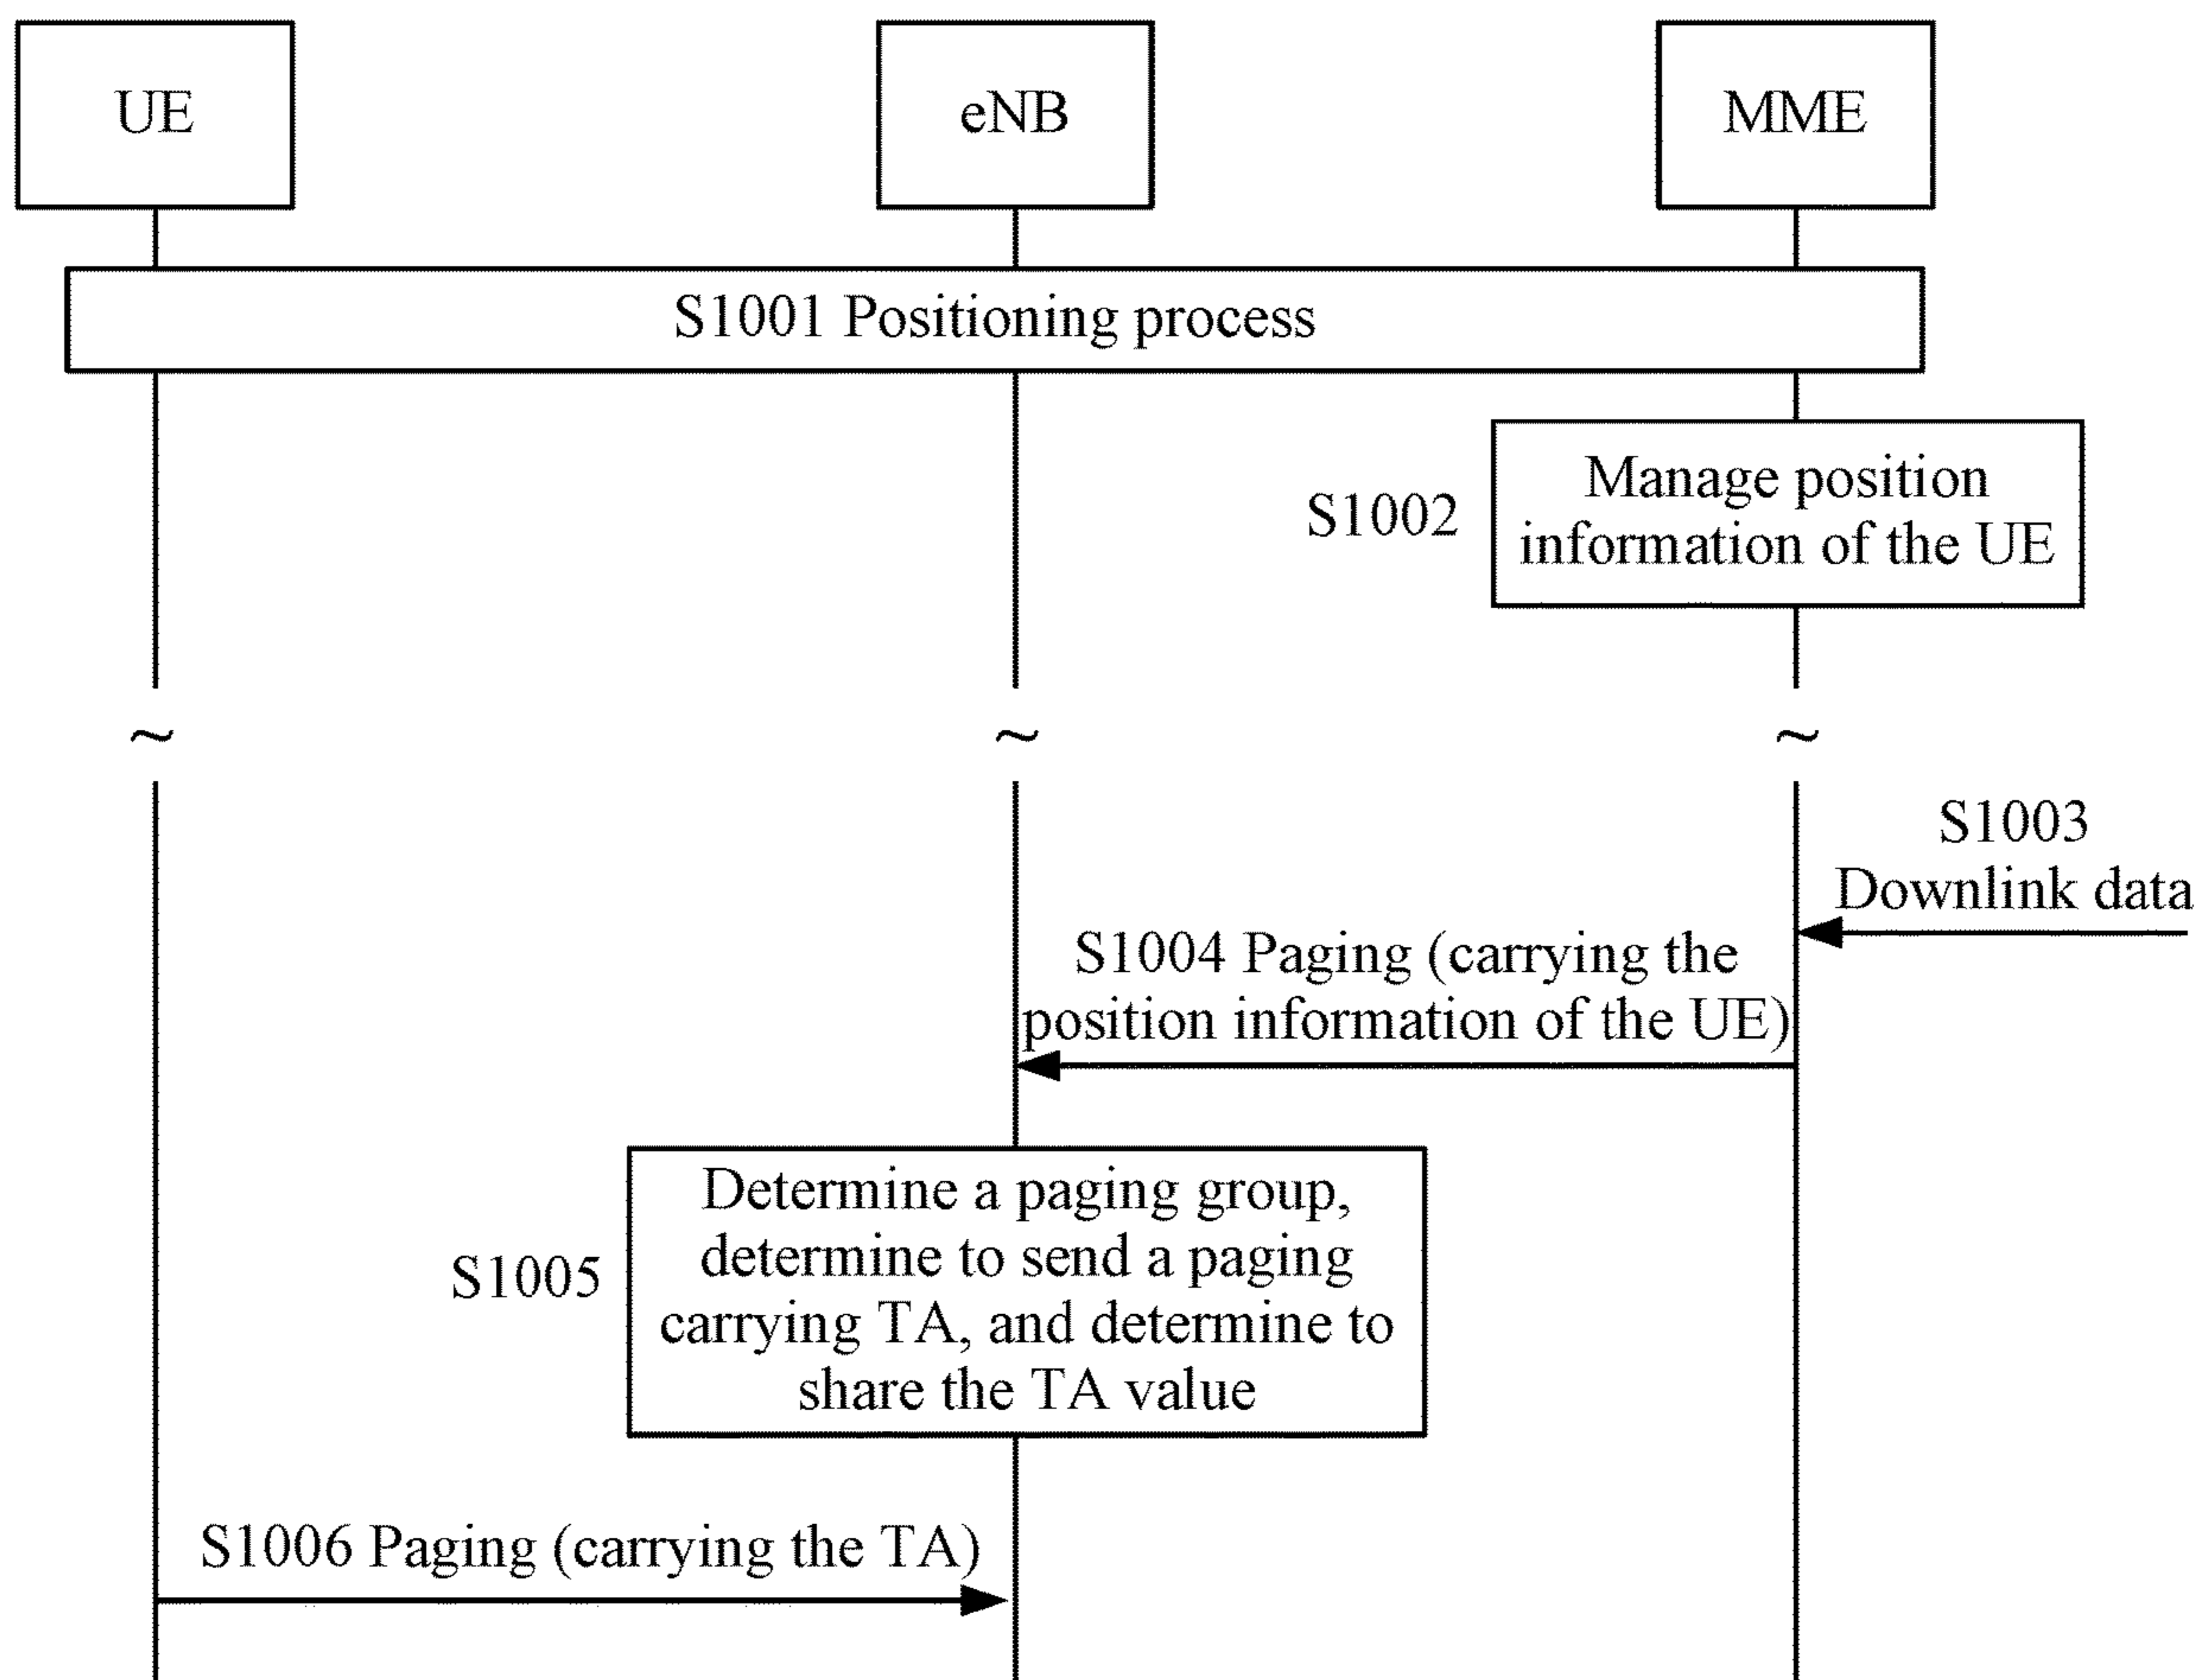 UE
eNB
MME
S1001 Positioning process
S1002
Manage position
information of the UE
~
~
~
S1003
Downlink data
S1004 Paging (carrying the
position information of the UE)
S1005
Determine a paging group,
determine to send a paging
carrying TA, and determine to
share the TA value
S1006 Paging (carrying the TA)